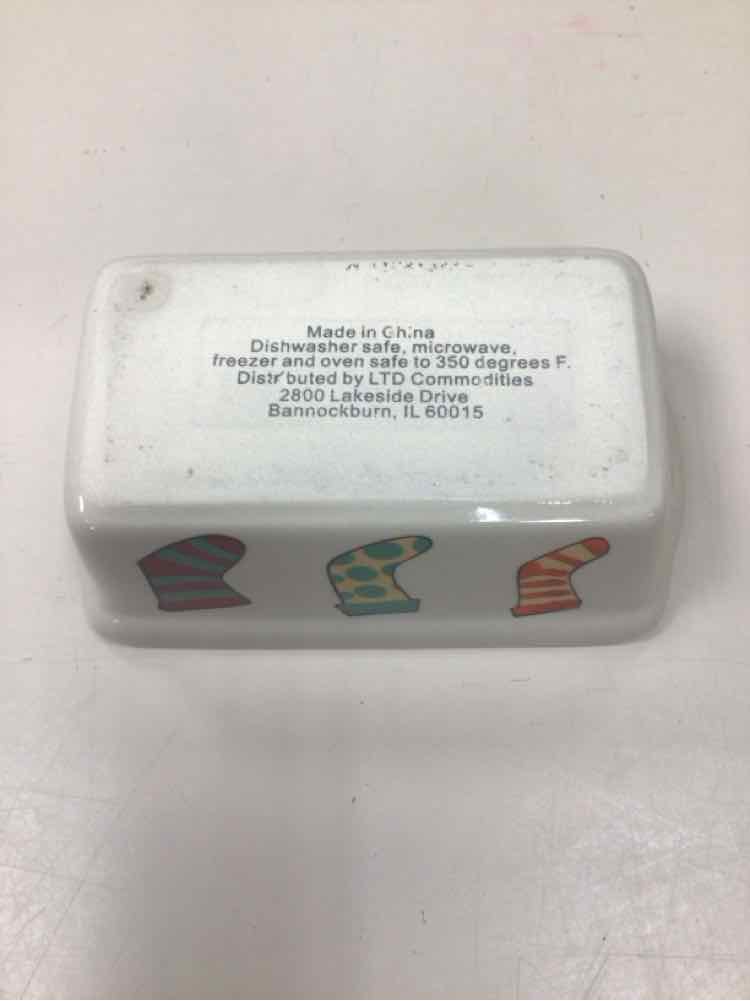 Made in China
Dishwasher safe, microwave,
freezer and oven safe to 350 degrees F.
Distributed by LTD Commodities
2800 Lakeside Drive
Bannockburn, IL 60015